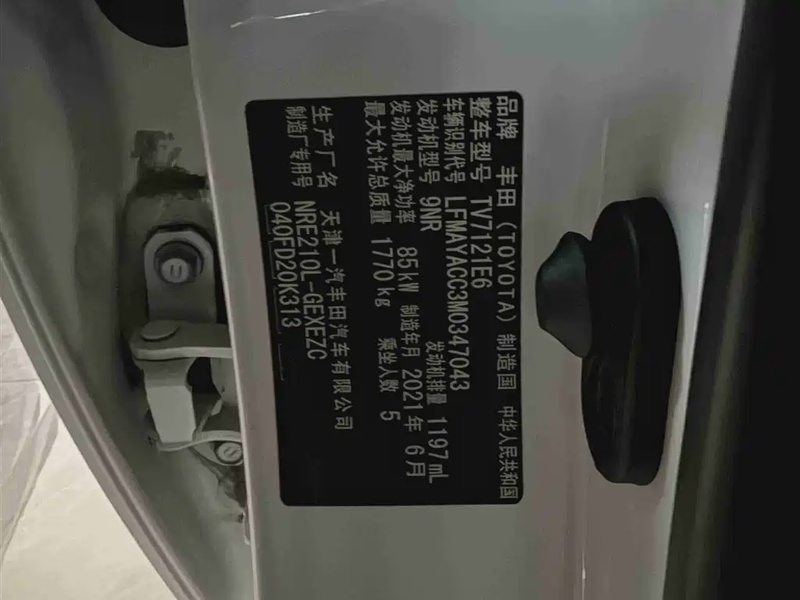 品牌 丰田(TOYOTA) 制造国 中华人民共和国
整车型号 TV7121E6
车辆识别代号 LFMAYACC3M0347043
发动机型号 9NR 发动机排量 1197mL
发动机最大净功率 85kW 制造年月 2021年6月
最大允许总质量 1770kg 乘坐人数 5
生产厂名 天津一汽丰田汽车有限公司
制造厂专用号 NRE210L-GEXEZC
040FD20K313